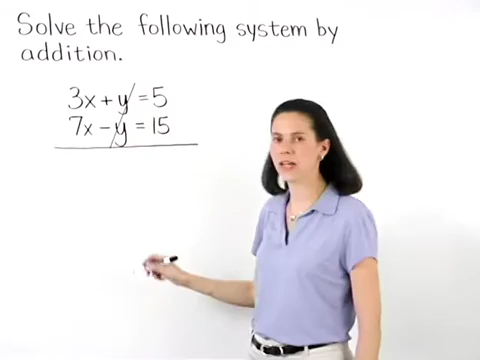 Solve the following system by
addition.
3x + y = 5
7x - y = 15